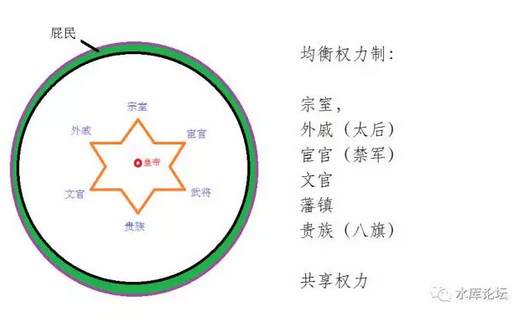 屁民
宗室
外戚
宦官
皇帝
文官
武将
贵族
均衡权力制：
宗室，
外戚（太后）
宦官（禁军）
文官
藩镇
贵族（八旗）
共享权力
水库论坛